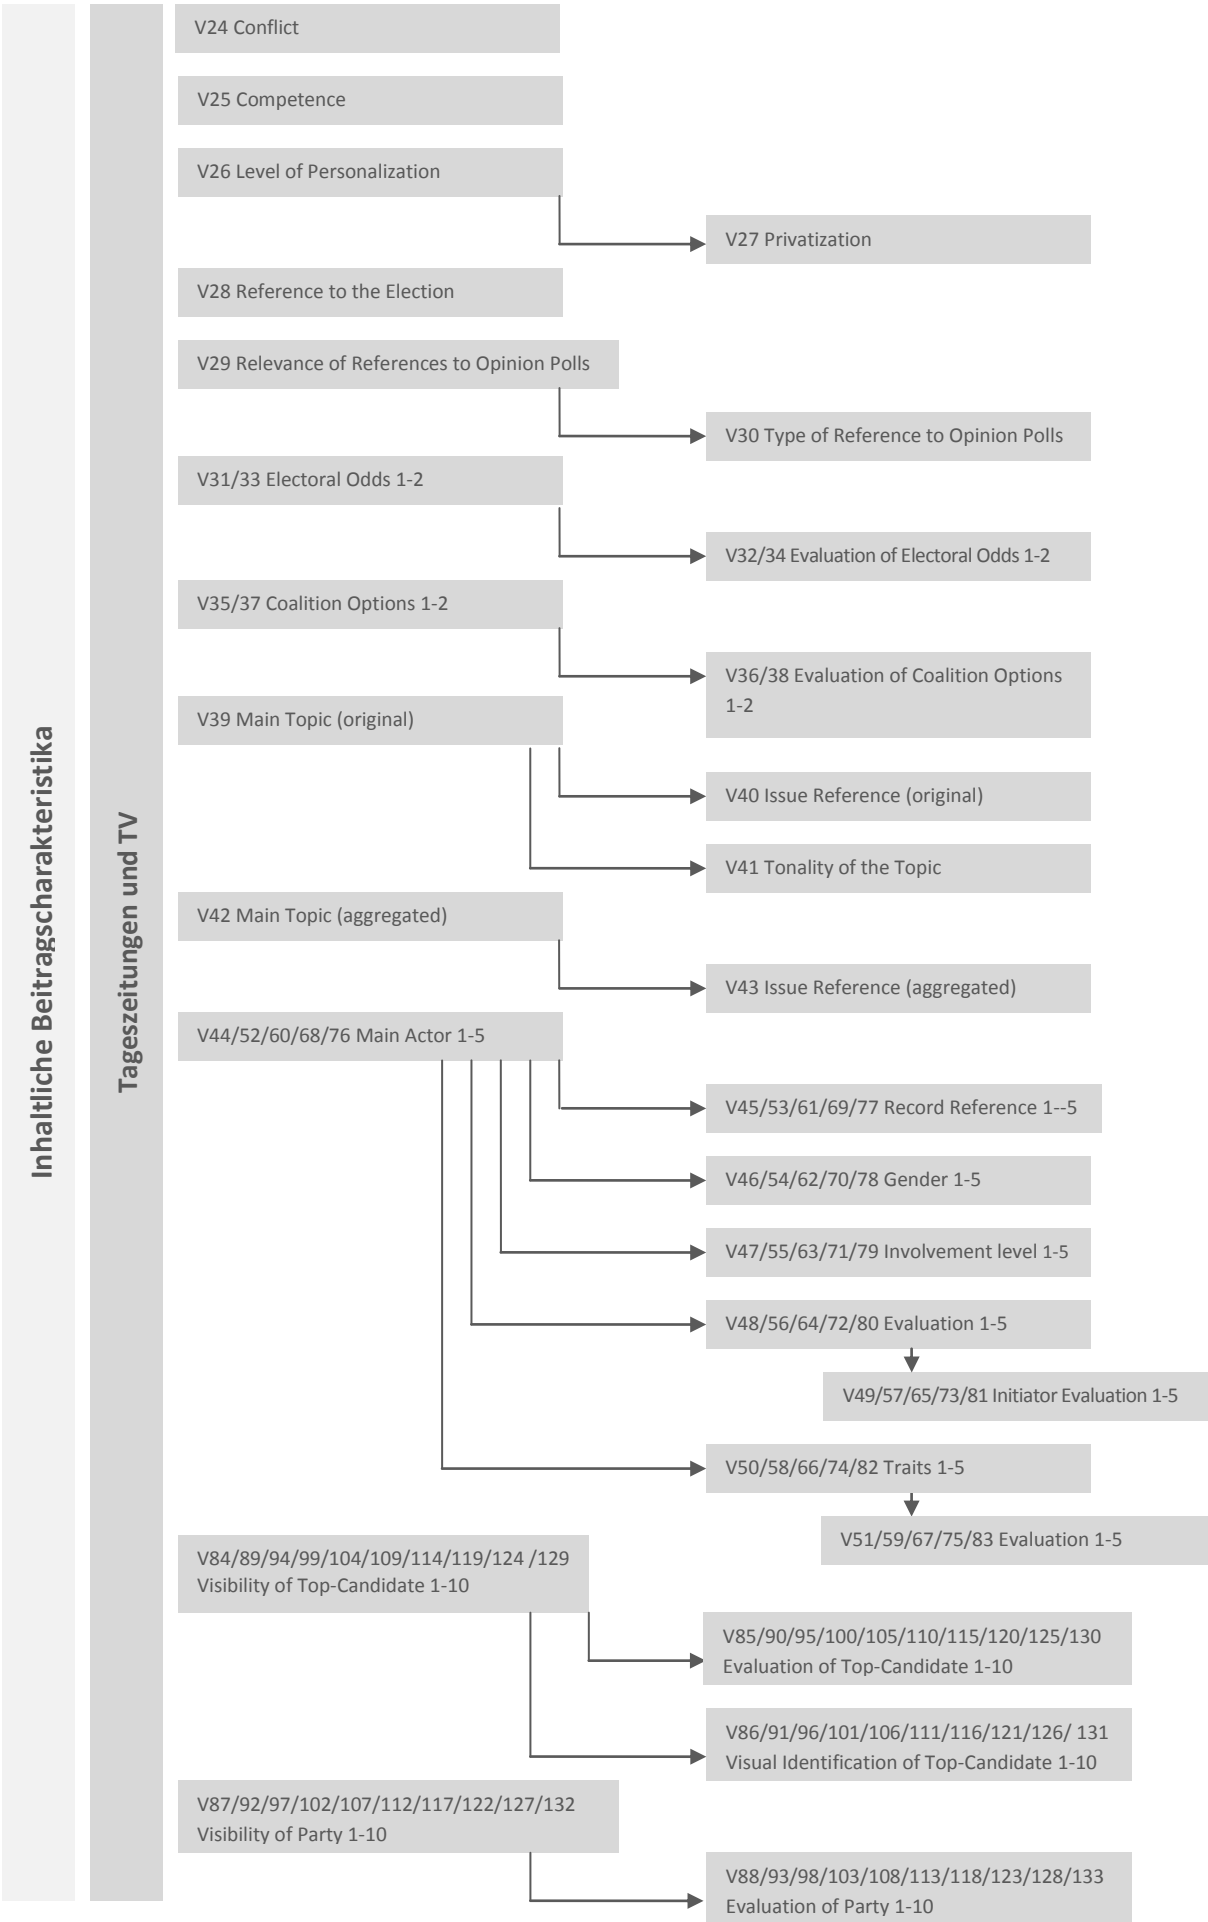 Inhaltliche Beitragscharakteristika
Tageszeitungen und TV
V24 Conflict
V25 Competence
V26 Level of Personalization
V27 Privatization
V28 Reference to the Election
V29 Relevance of References to Opinion Polls
V30 Type of Reference to Opinion Polls
V31/33 Electoral Odds 1-2
V32/34 Evaluation of Electoral Odds 1-2
V35/37 Coalition Options 1-2
V36/38 Evaluation of Coalition Options
1-2
V39 Main Topic (original)
V40 Issue Reference (original)
V41 Tonality of the Topic
V42 Main Topic (aggregated)
V43 Issue Reference (aggregated)
V44/52/60/68/76 Main Actor 1-5
V45/53/61/69/77 Record Reference 1--5
V46/54/62/70/78 Gender 1-5
V47/55/63/71/79 Involvement level 1-5
V48/56/64/72/80 Evaluation 1-5
V49/57/65/73/81 Initiator Evaluation 1-5
V50/58/66/74/82 Traits 1-5
V51/59/67/75/83 Evaluation 1-5
V84/89/94/99/104/109/114/119/124 /129
Visibility of Top-Candidate 1-10
V85/90/95/100/105/110/115/120/125/130
Evaluation of Top-Candidate 1-10
V86/91/96/101/106/111/116/121/126/ 131
Visual Identification of Top-Candidate 1-10
V87/92/97/102/107/112/117/122/127/132
Visibility of Party 1-10
V88/93/98/103/108/113/118/123/128/133
Evaluation of Party 1-10